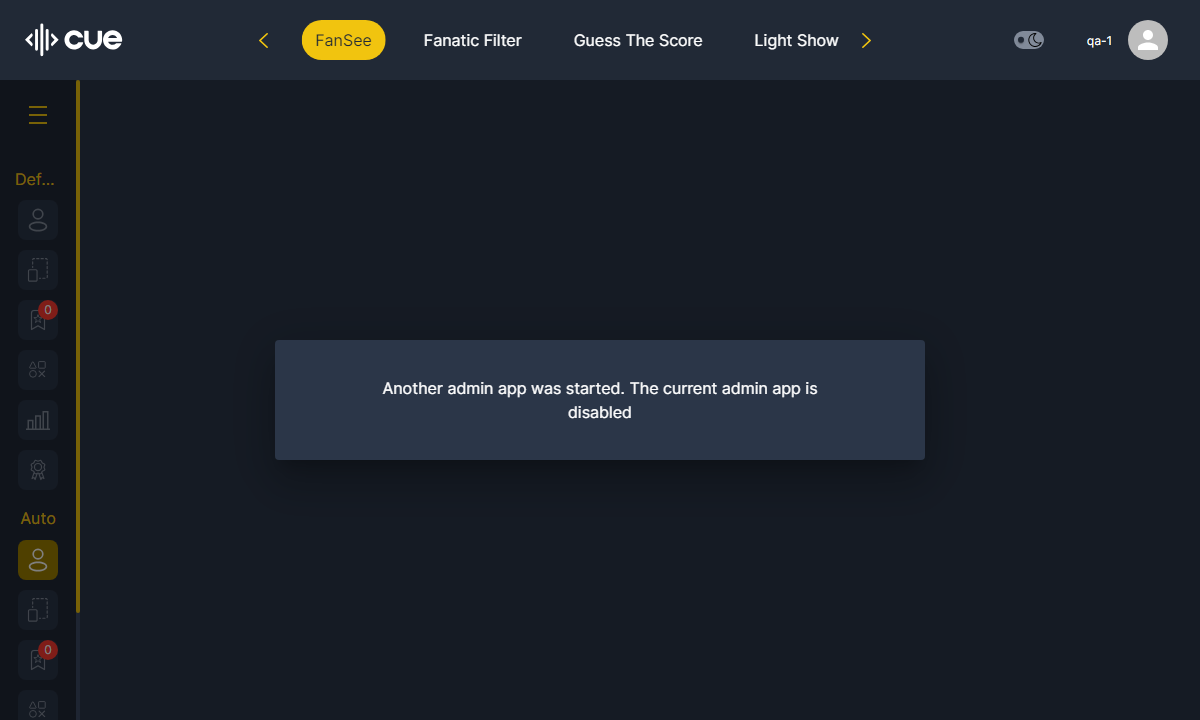 cue
FanSee
Fanatic Filter
Guess The Score
Light Show
qa-1
Def...
0
Another admin app was started. The current admin app is
disabled
Auto
0